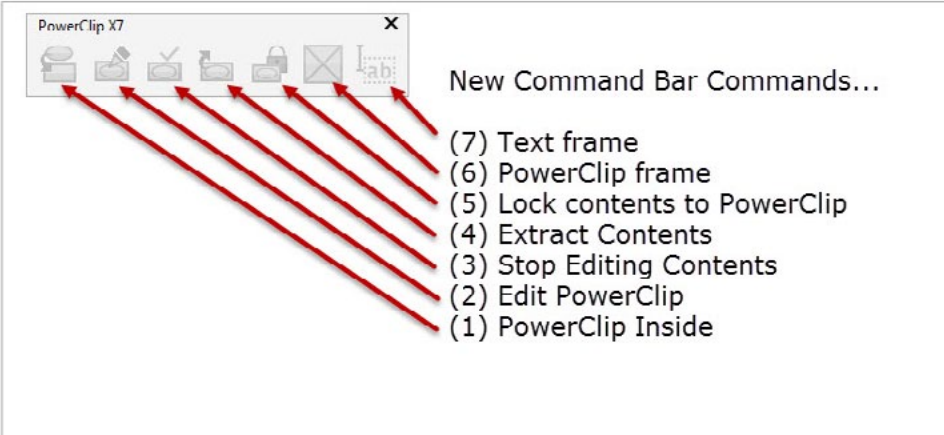 PowerClip X7
ab
New Command Bar Commands...
(7) Text frame
(6) PowerClip frame
(5) Lock contents to PowerClip
(4) Extract Contents
(3) Stop Editing Contents
(2) Edit PowerClip
(1) PowerClip Inside